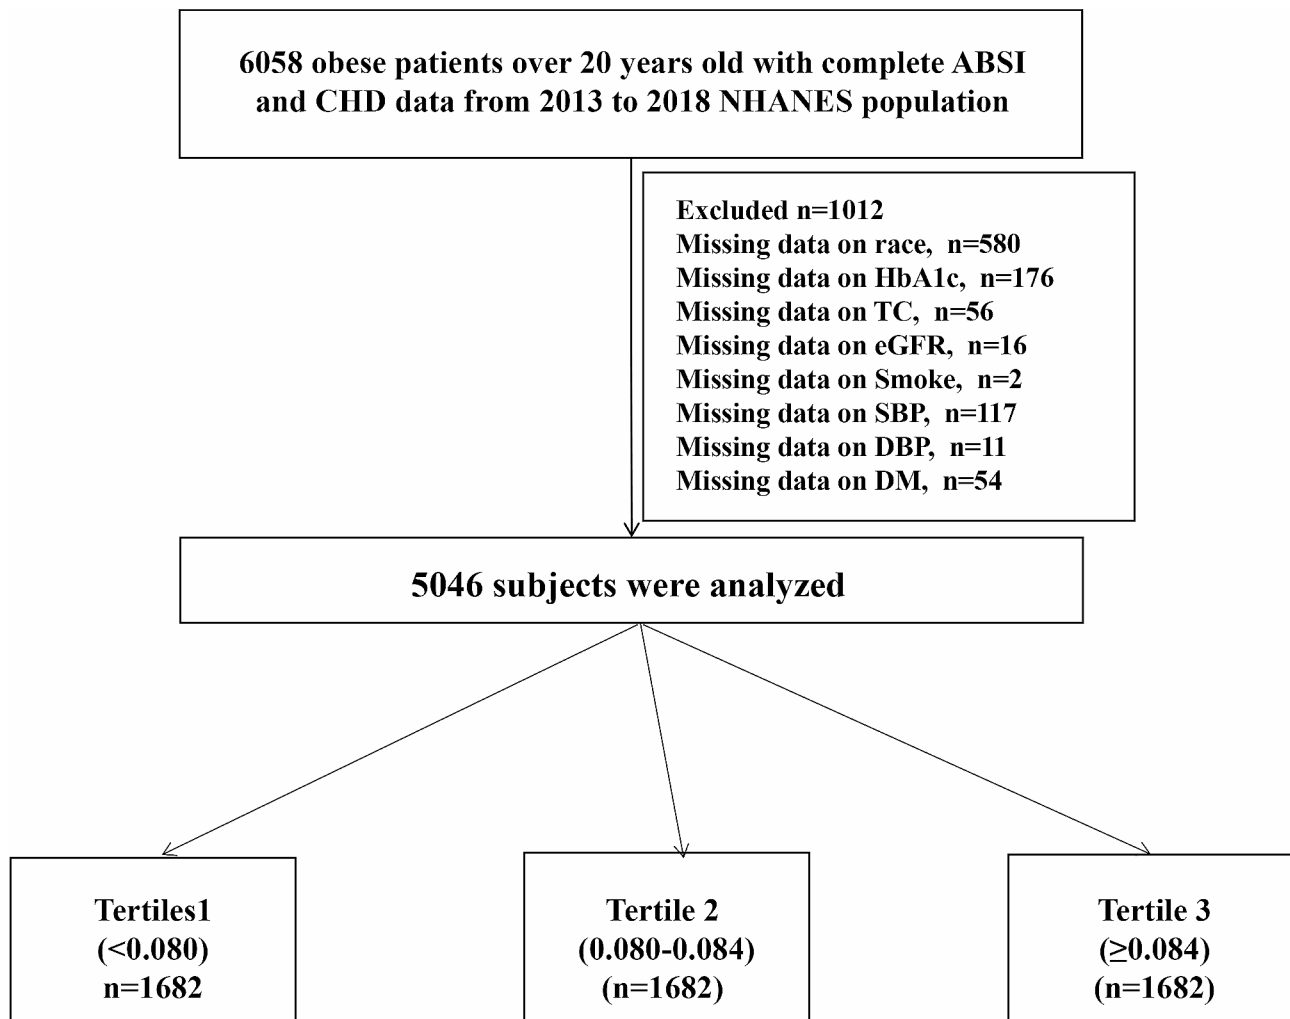 6058 obese patients over 20 years old with complete ABSI
and CHD data from 2013 to 2018 NHANES population
Excluded n=1012
Missing data on race, n=580
Missing data on HbA1c, n=176
Missing data on TC, n=56
Missing data on eGFR, n=16
Missing data on Smoke, n=2
Missing data on SBP, n=117
Missing data on DBP, n=11
Missing data on DM, n=54
5046 subjects were analyzed
Tertiles1
(<0.080)
n=1682
Tertile 2
(0.080-0.084)
(n=1682)
Tertile 3
(≥0.084)
(n=1682)